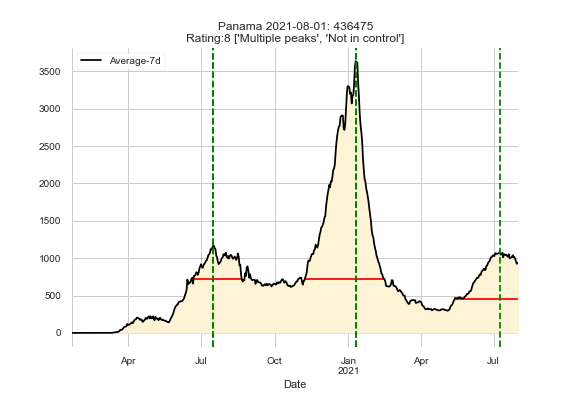 Panama 2021-08-01: 436475
Rating:8 ['Multiple peaks', 'Not in control']
Average-7d
3500
3000
2500
2000
1500
1000
500
0
Apr
Jul
Oct
Jan
2021
Apr
Jul
Date